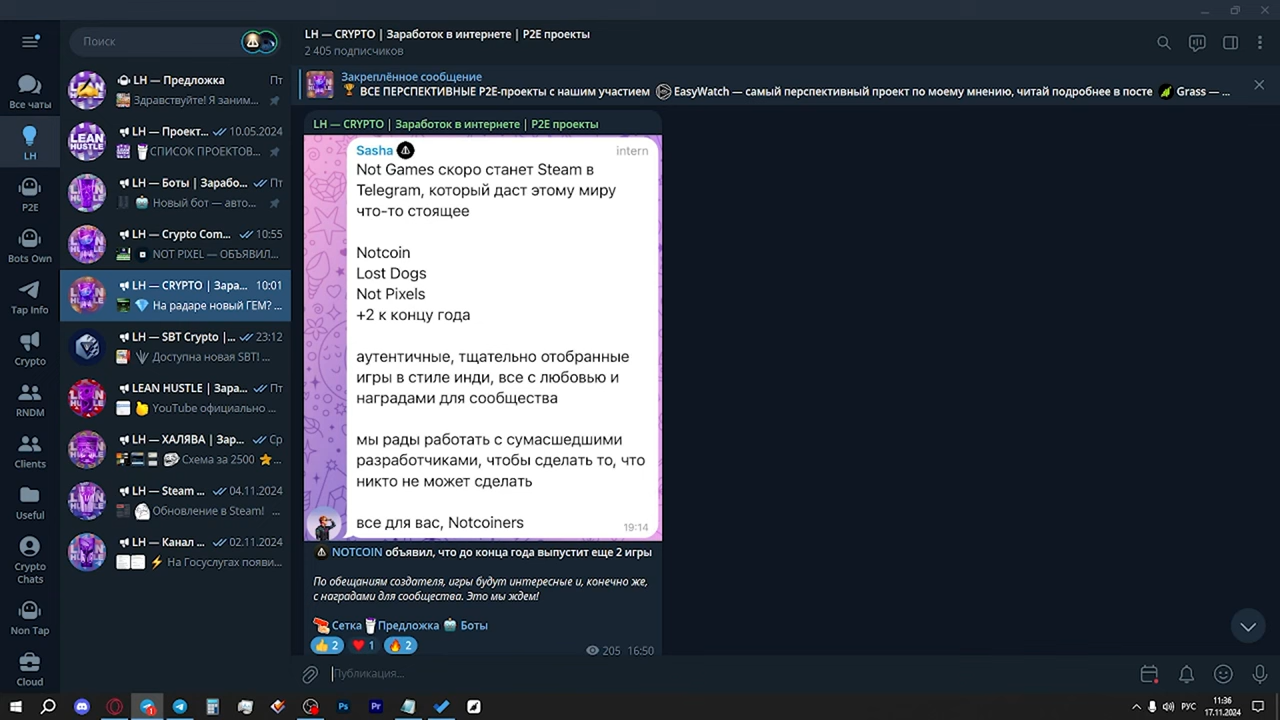 Поиск
Все чаты
LH
P2E
Bots Own
Tap Info
Crypto
RNDM
Clients
Useful
Crypto
Chats
Non Tap
Cloud
LH — Предложка
Пт
Здравствуйте! Я заним...
LH — Проект...
10.05.2024
СПИСОК ПРОЕКТОВ...
LH — Боты | Зарабо...
Пт
Новый бот — авто...
LH — Crypto Com...
10:55
NOT PIXEL — ОБЪЯВИЛ...
LH — CRYPTO | Зара...
10:01
На радаре новый ГЕМ? ...
LH — SBT Crypto |...
23:12
Доступна новая SBT! ...
LEAN HUSTLE | Зара...
Пт
YouTube официально ...
LH — ХАЛЯВА | Зар...
Ср
Схема за 2500 ...
LH — Steam ...
04.11.2024
Обновление в Steam! ...
LH — Канал ...
02.11.2024
На Госуслугах появи...
LH — CRYPTO | Заработок в интернете | P2E проекты
2 405 подписчиков
Закреплённое сообщение
ВСЕ ПЕРСПЕКТИВНЫЕ P2E-проекты с нашим участием EasyWatch — самый перспективный проект по моему мнению, читай подробнее в посте Grass — ...
LH — CRYPTO | Заработок в интернете | P2E проекты
Sasha intern
Not Games скоро станет Steam в
Telegram, который даст этому миру
что-то стоящее
Notcoin
Lost Dogs
Not Pixels
+2 к концу года
аутентичные, тщательно отобранные
игры в стиле инди, все с любовью и
наградами для сообщества
мы рады работать с сумасшедшими
разработчиками, чтобы сделать то, что
никто не может сделать
все для вас, Notcoiners 19:14
NOTCOIN объявил, что до конца года выпустит еще 2 игры
По обещаниям создателя, игры будут интересные и, конечно же,
с наградами для сообщества. Это мы ждем!
Сетка Предложка Боты
2 1 2
205 16:50
Публикация...
РУС
11:36
17.11.2024